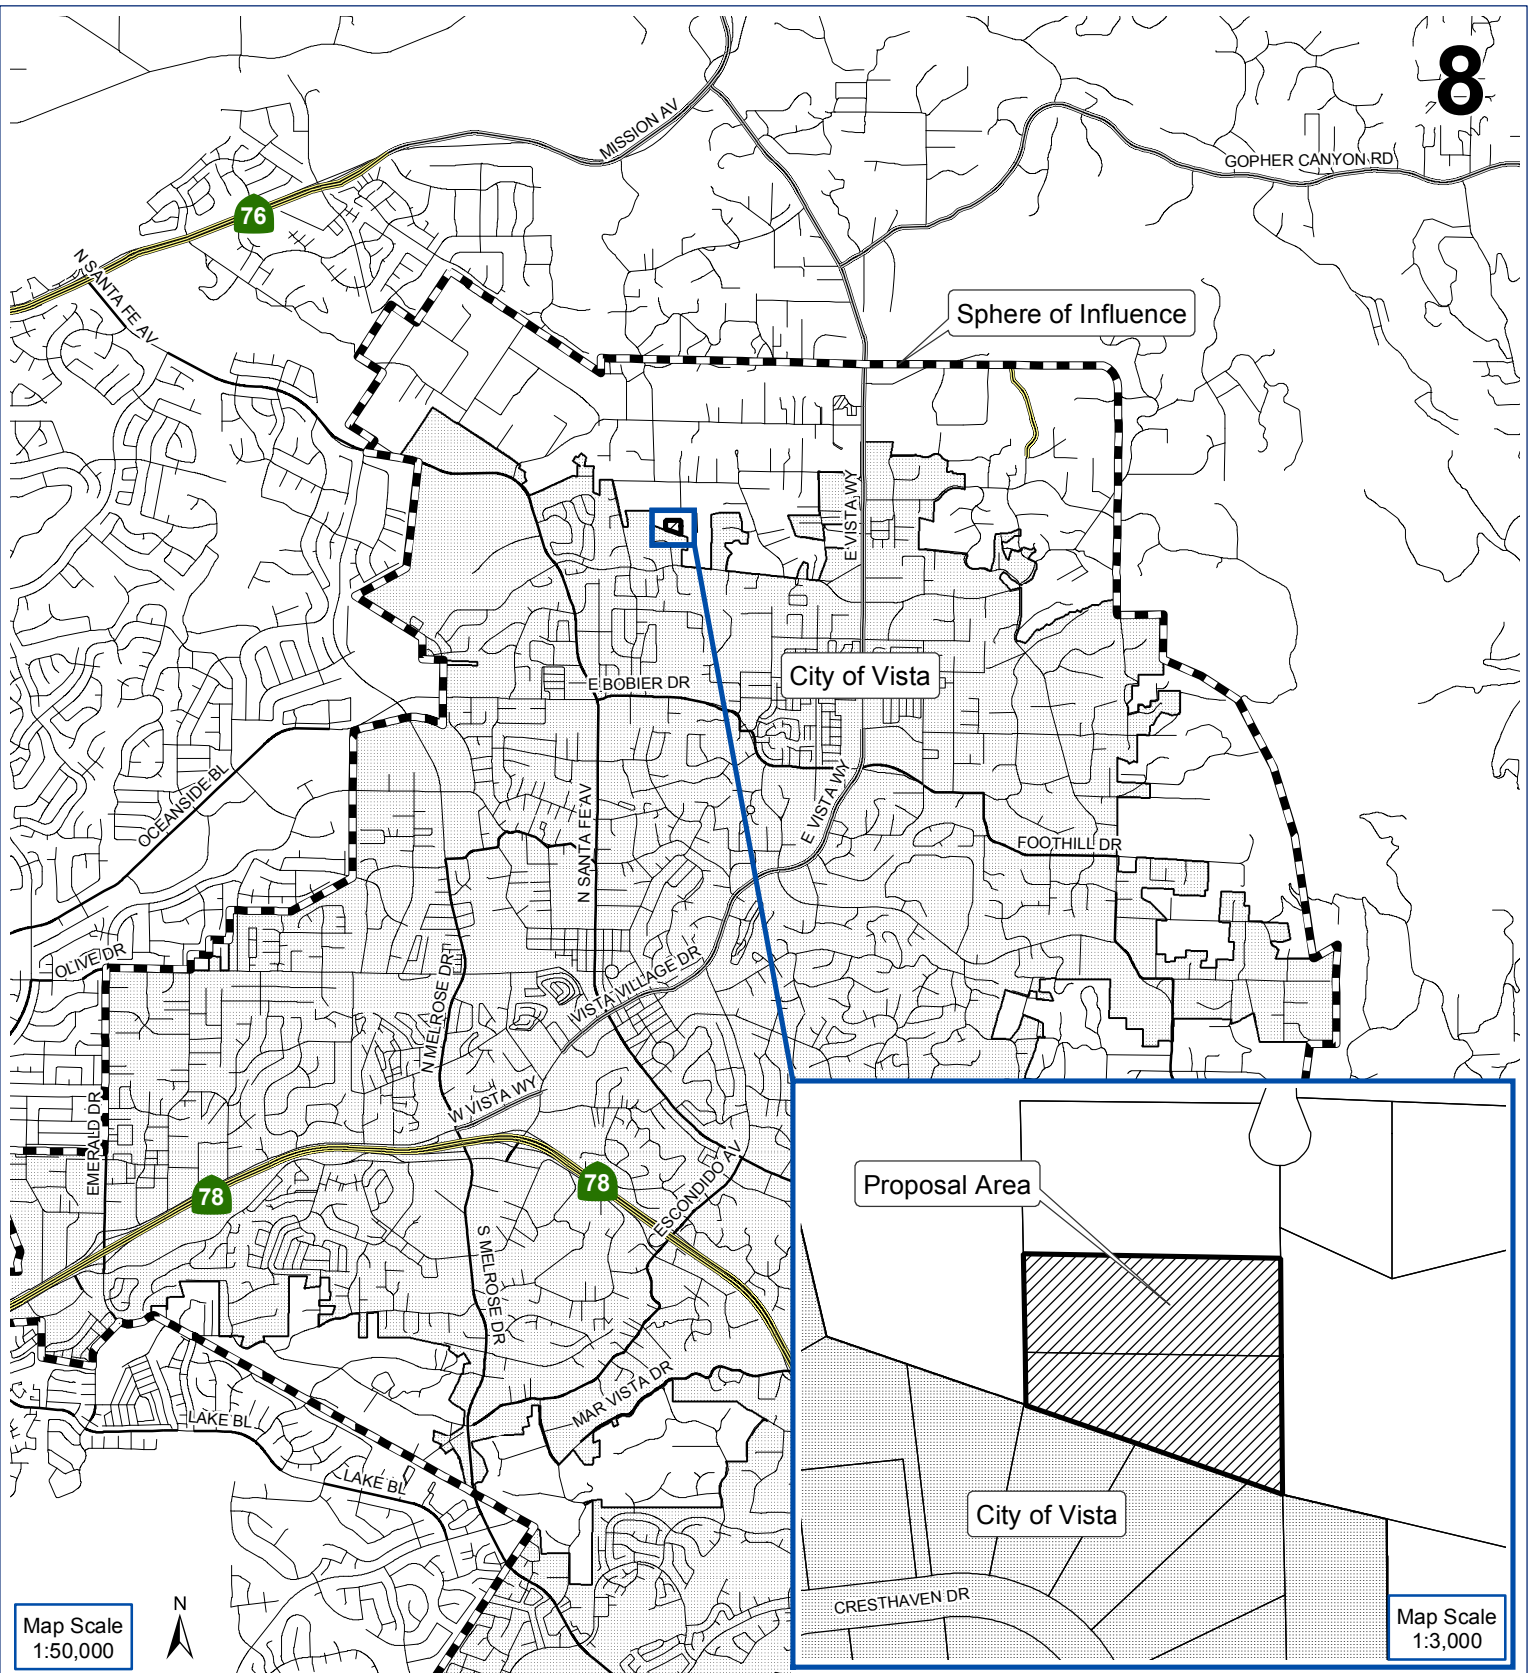 8
MISSION AV
GOPHER CANYON RD
76
N SANTA FE AV
Sphere of Influence
E VISTA WY
City of Vista
E BOBIER DR
OCEANSIDE BL
E VISTA WY
N SANTA FE AV
FOOTHILL DR
OLIVE DR
N MELROSE DR
VISTA VILLAGE DR
EMERALD DR
W VISTA WY
78
78
ESCONDIDO AV
S MELROSE DR
MAR VISTA DR
LAKE BL
LAKE BL
Proposal Area
City of Vista
CRESTHAVEN DR
Map Scale
1:50,000
N
Map Scale
1:3,000